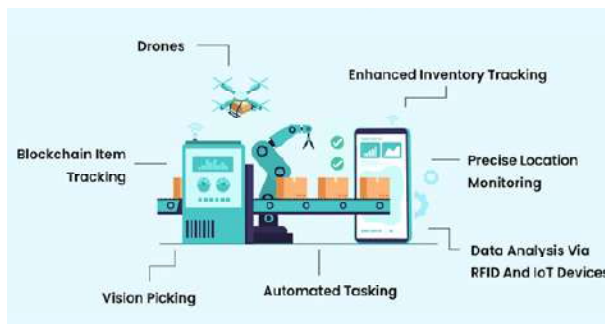 Drones
Enhanced Inventory Tracking
Blockchain Item
Tracking
Precise Location
Monitoring
Data Analysis Via
RFID And IoT Devices
Vision Picking
Automated Tasking